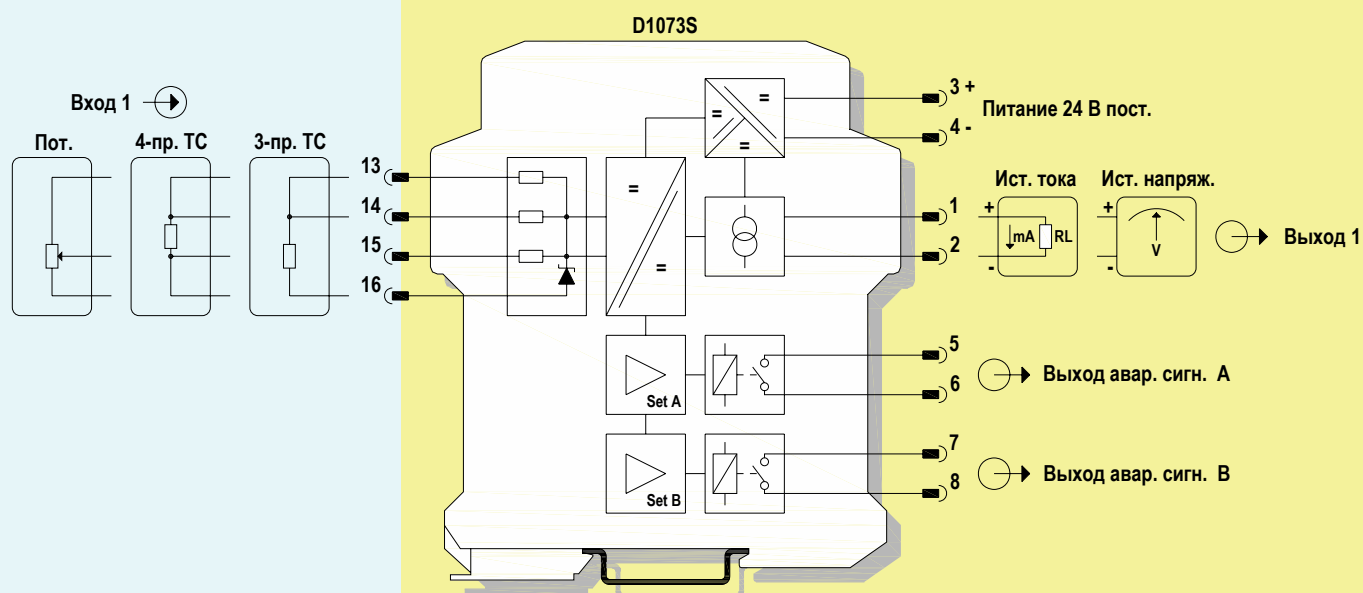 D1073S
Вход 1
Пот.
4-пр. ТС
3-пр. ТС
13
14
15
16
=
=
=
=
=
3 +
4 -
Питание 24 В пост.
Ист. тока
Ист. напряж.
1
2
+
-
mA
RL
+
-
V
Выход 1
Set A
5
6
Выход авар. сигн. A
Set B
7
8
Выход авар. сигн. B